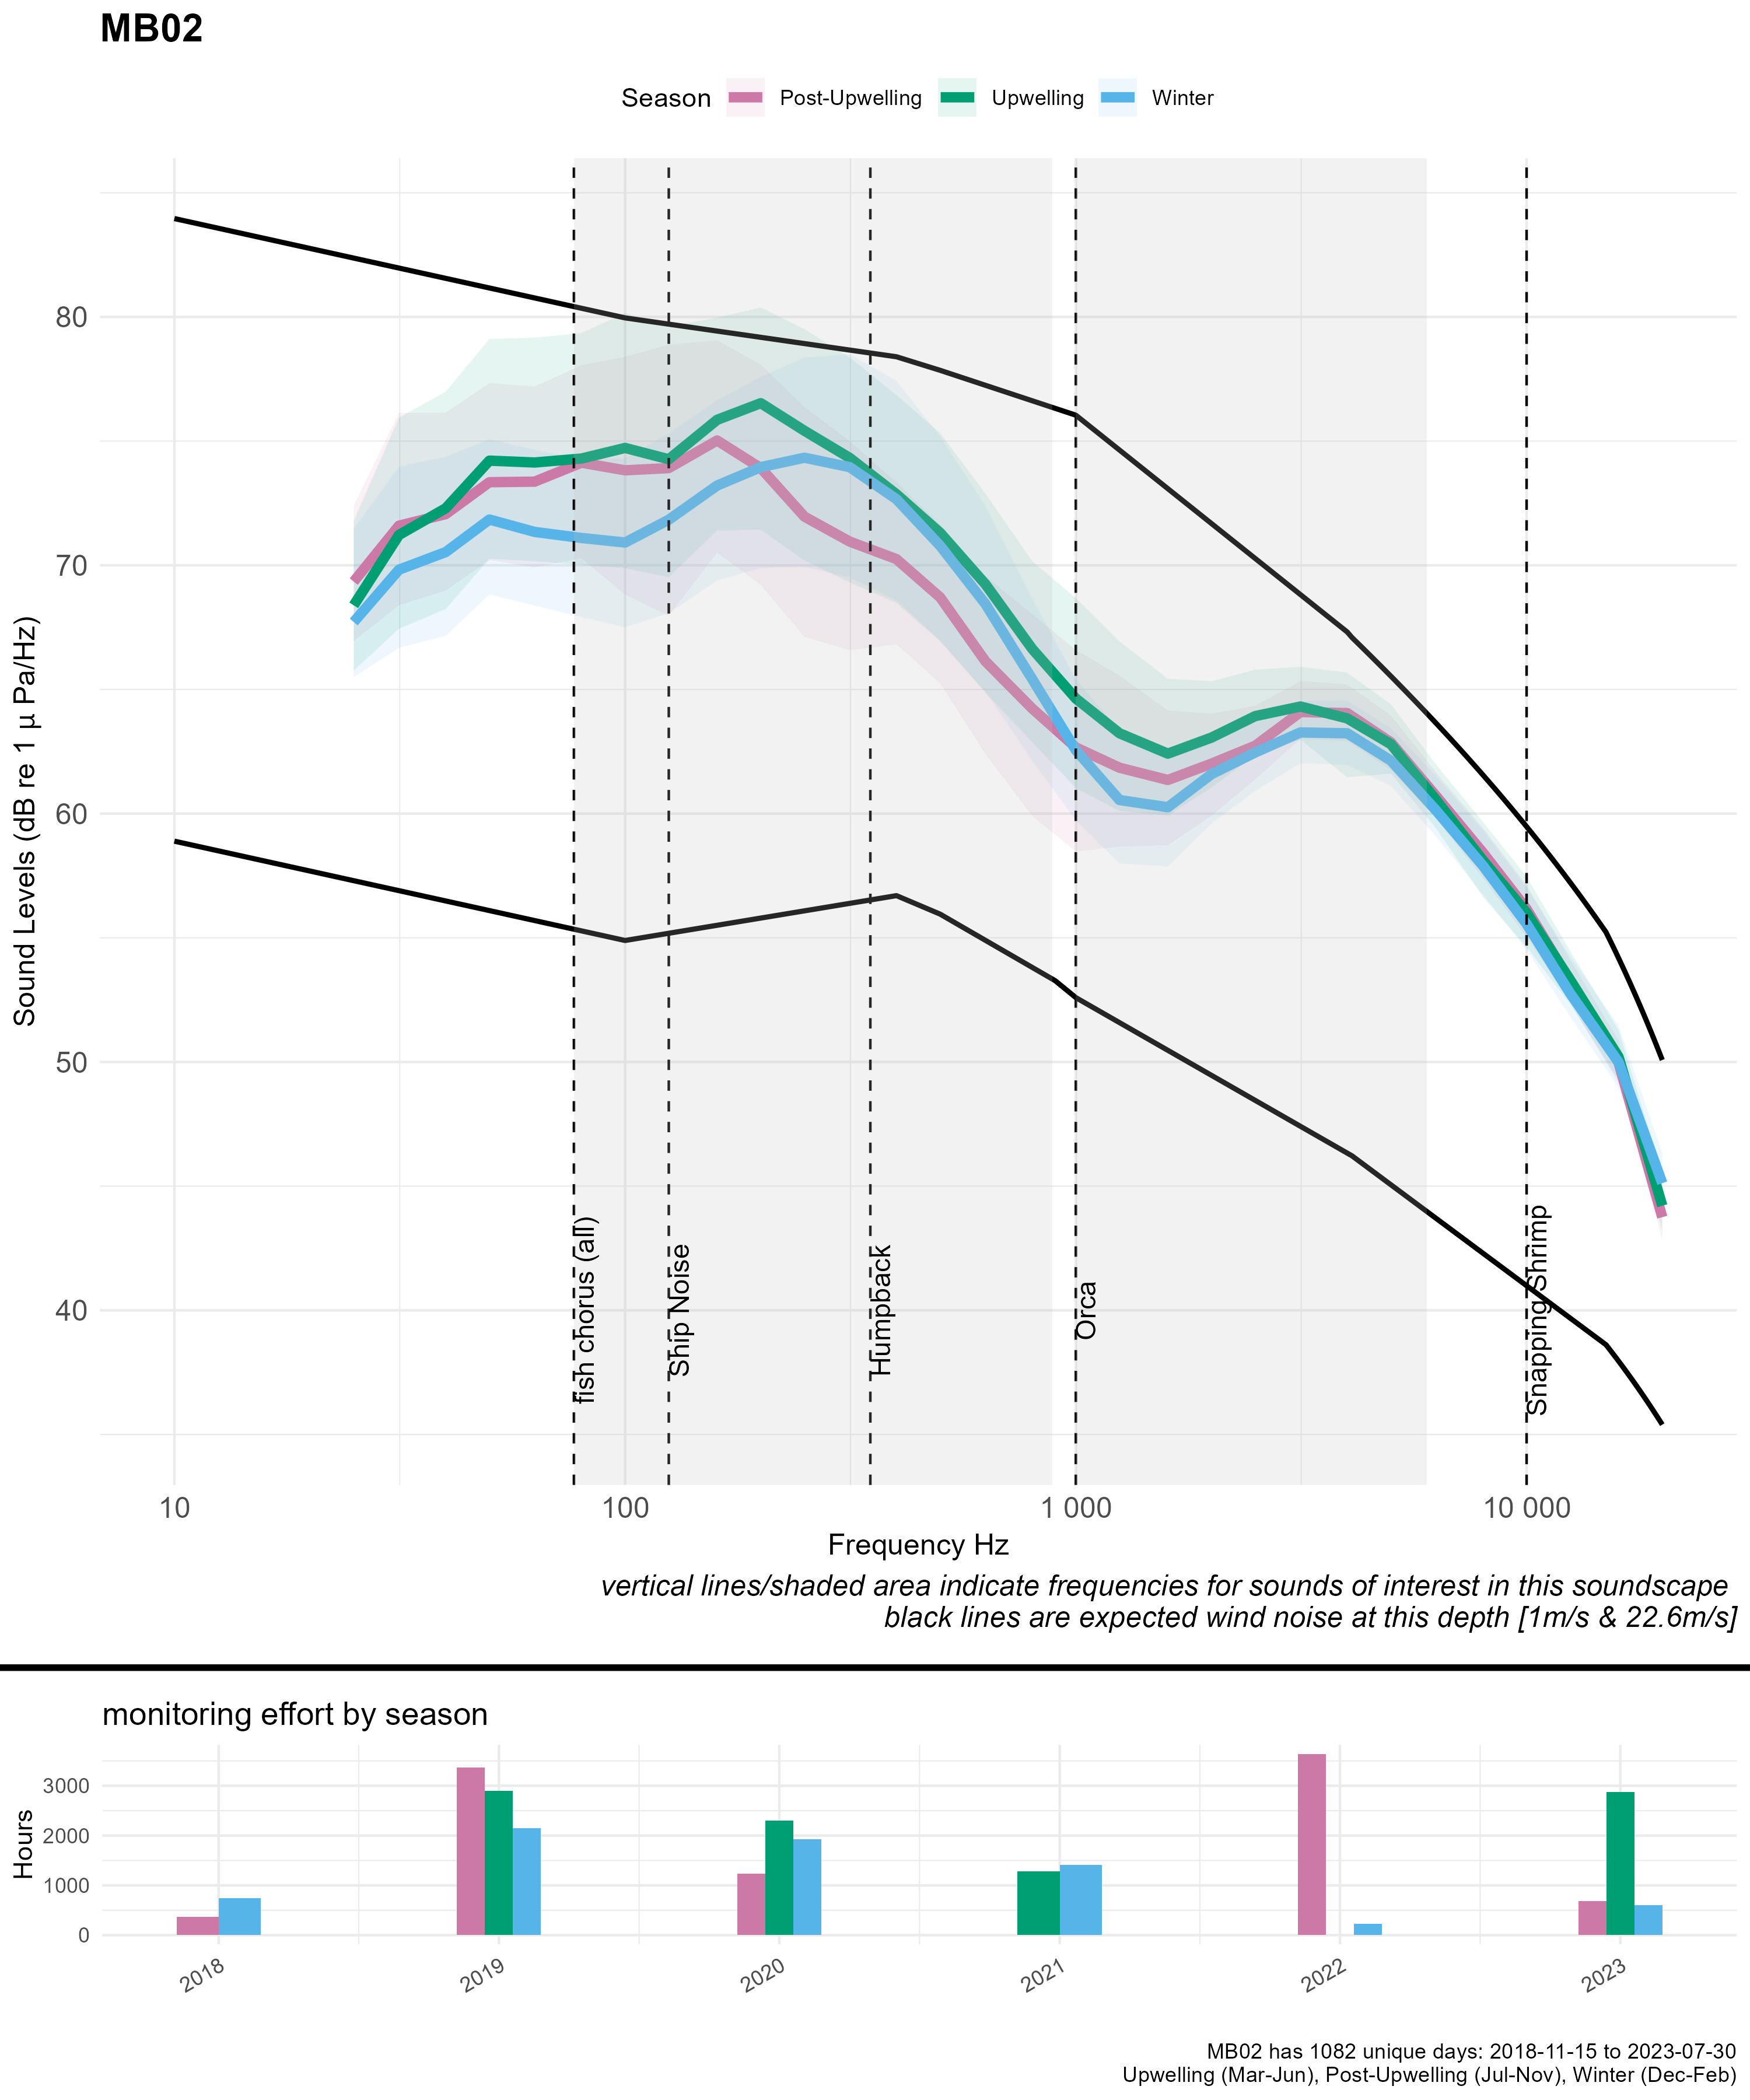 MB02
Season Post-Upwelling Upwelling Winter
Sound Levels (dB re 1 µ Pa/Hz)
80
70
60
50
40
fish chorus (all)
Ship Noise
Humpback
Orca
Snapping Shrimp
10 100 1 000 10 000
Frequency Hz
vertical lines/shaded area indicate frequencies for sounds of interest in this soundscape
black lines are expected wind noise at this depth [1m/s & 22.6m/s]
monitoring effort by season
Hours
3000
2000
1000
0
2018 2019 2020 2021 2022 2023
MB02 has 1082 unique days: 2018-11-15 to 2023-07-30
Upwelling (Mar-Jun), Post-Upwelling (Jul-Nov), Winter (Dec-Feb)